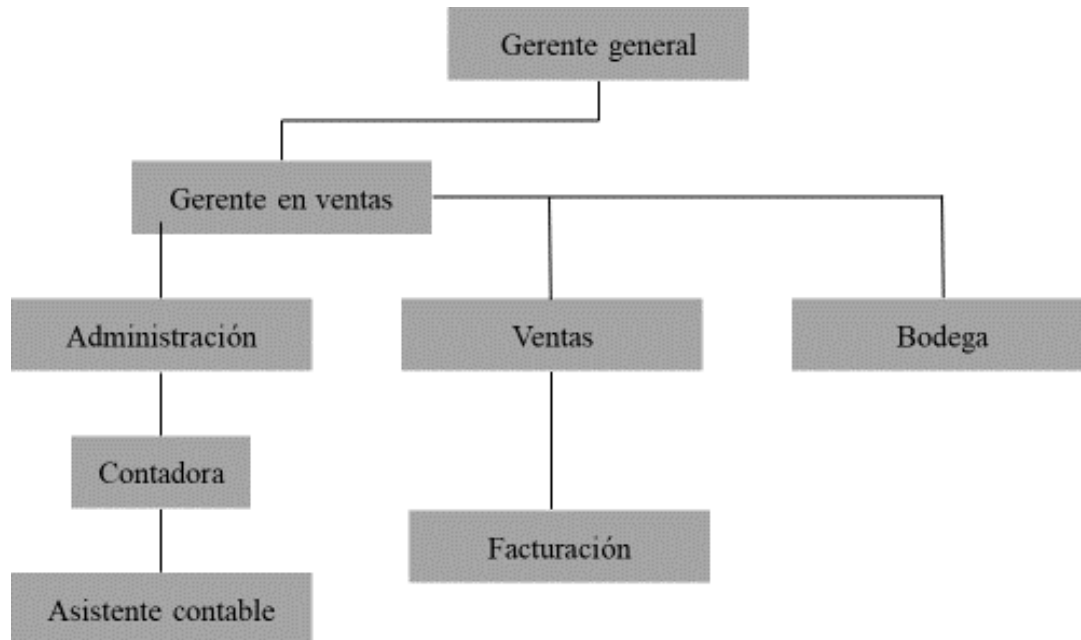 Gerente general
Gerente en ventas
Administración
Ventas
Bodega
Contadora
Facturación
Asistente contable